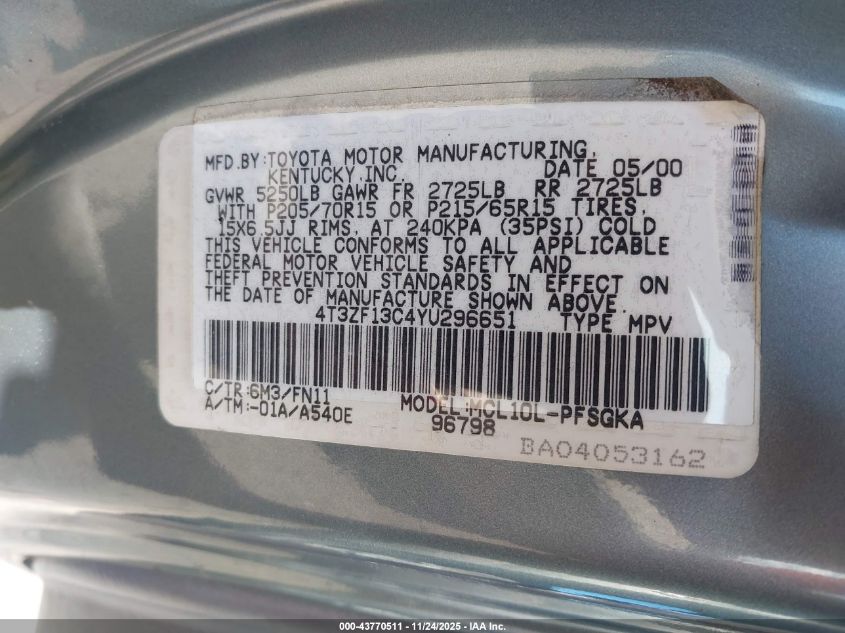 MFD.BY:TOYOTA MOTOR MANUFACTURING,
KENTUCKY,INC. DATE 05/00
GVWR 5250LB GAWR FR 2725LB RR 2725LB
WITH P205/70R15 OR P215/65R15 TIRES,
15X6.5JJ RIMS, AT 240KPA (35PSI) COLD
THIS VEHICLE CONFORMS TO ALL APPLICABLE
FEDERAL MOTOR VEHICLE SAFETY AND
THEFT PREVENTION STANDARDS IN EFFECT ON
THE DATE OF MANUFACTURE SHOWN ABOVE.
4T3ZF13C4YU296651 TYPE MPV
C/TR:6M3/FN11 MODEL:MCL10L-PFSGKA
A/TM:-01A/A540E 96798
BA04053162
000-43770511 - 11/24/2025 - IAA Inc.